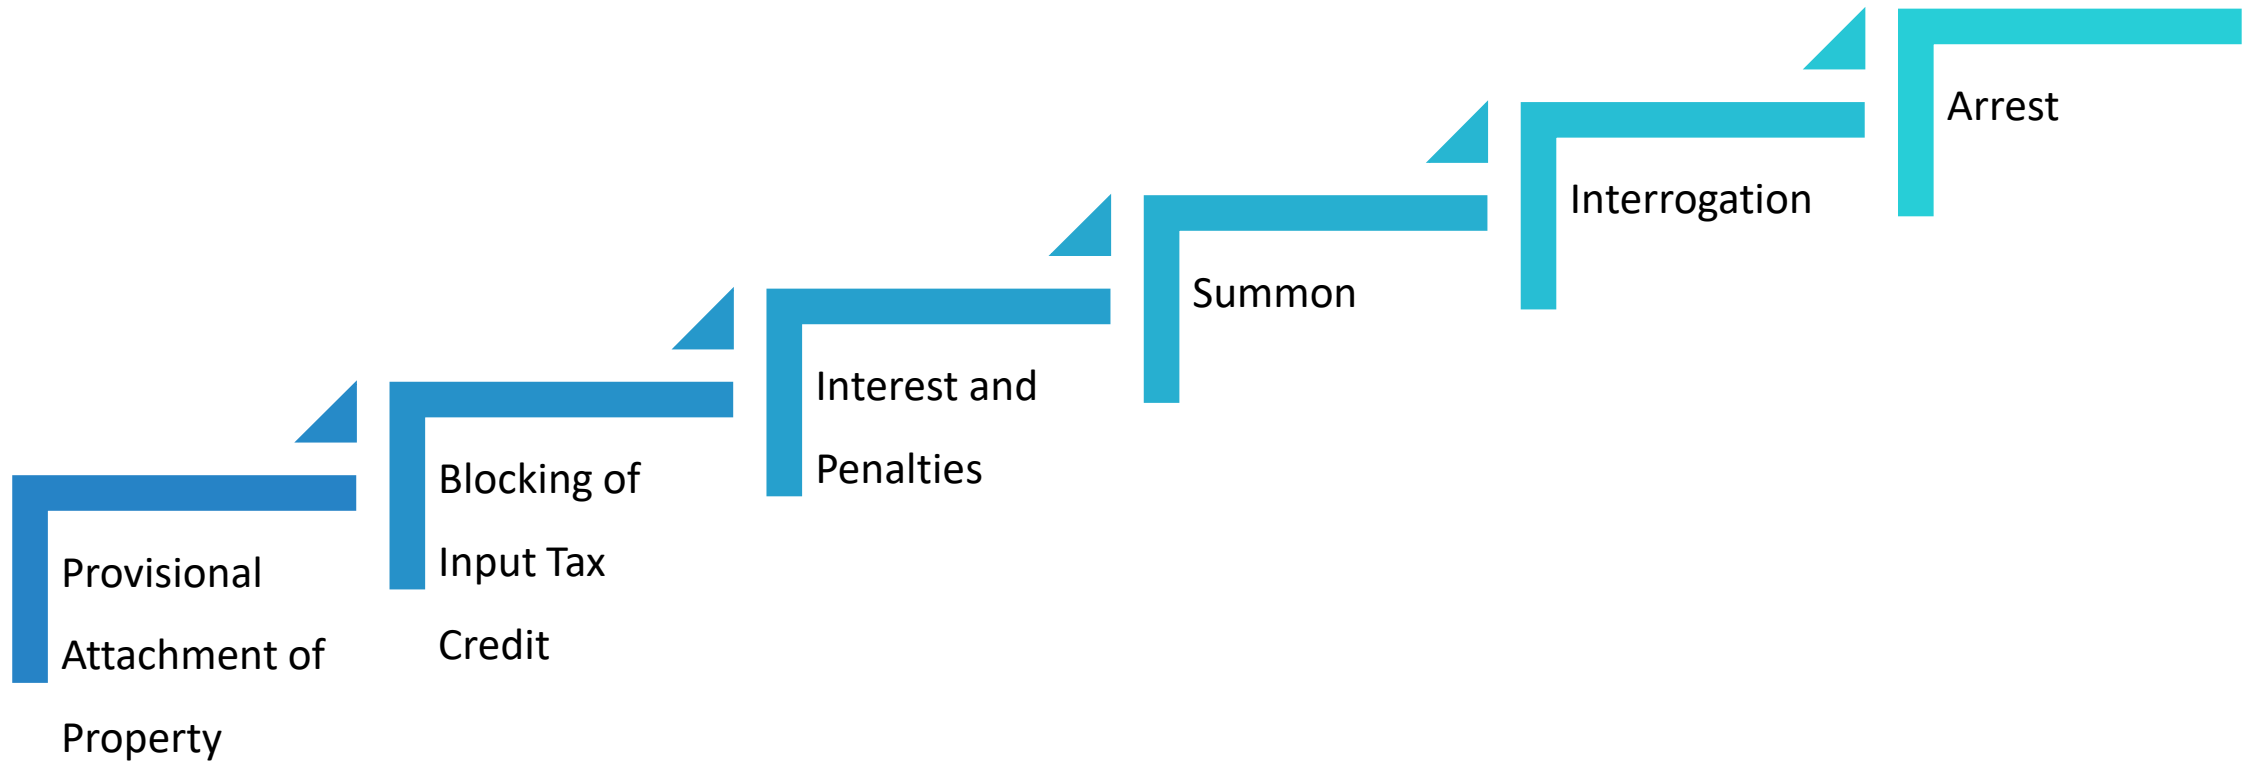 Provisional
Attachment of
Property
Blocking of
Input Tax
Credit
Interest and
Penalties
Summon
Interrogation
Arrest